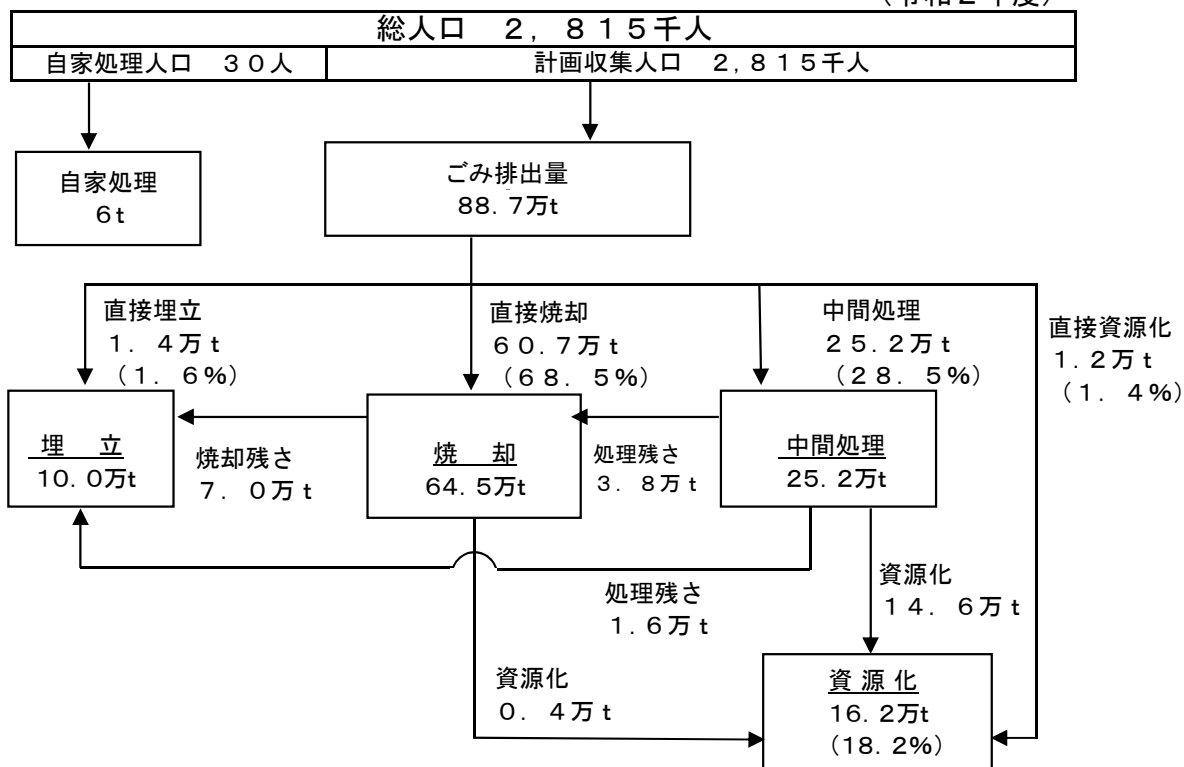 （令和２年度）
総人口　２，８１５千人
自家処理人口　３０人
計画収集人口　２,８１５千人
自家処理
６t
ごみ排出量
８８．７万t
直接埋立
１．４万ｔ
（１．６％）
直接焼却
６０．７万ｔ
（６８．５％）
中間処理
２５．２万ｔ
（２８．５％）
直接資源化
１．２万ｔ
（１．４％）
埋　立
１０．０万t
焼却残さ
７．０万ｔ
焼　却
６４．５万t
処理残さ
３．８万ｔ
中間処理
２５．２万t
処理残さ
１．６万ｔ
資源化
１４．６万ｔ
資源化
０．４万ｔ
資源化
１６．２万t
（１８．２％）